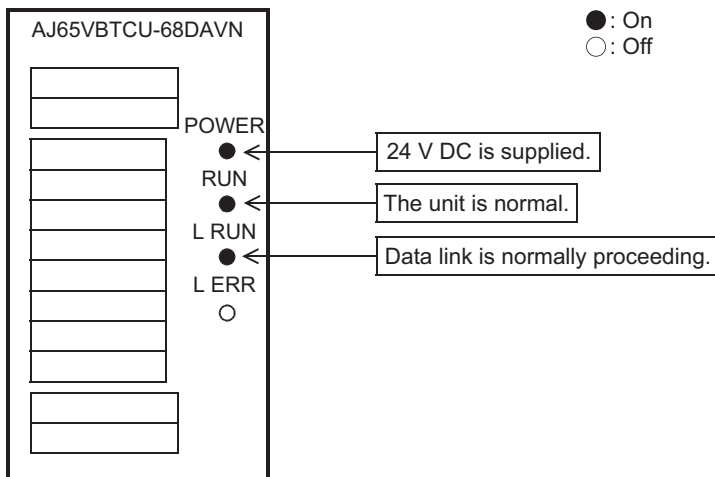 AJ65VBTCU-68DAVN
●: On
○: Off
POWER
24 V DC is supplied.
RUN
The unit is normal.
L RUN
Data link is normally proceeding.
L ERR